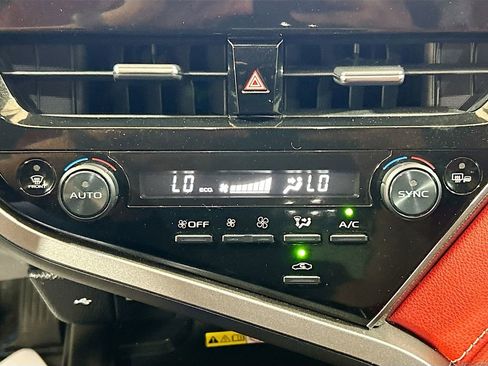 LO ECO LO
FRONT AUTO SYNC
OFF A/C